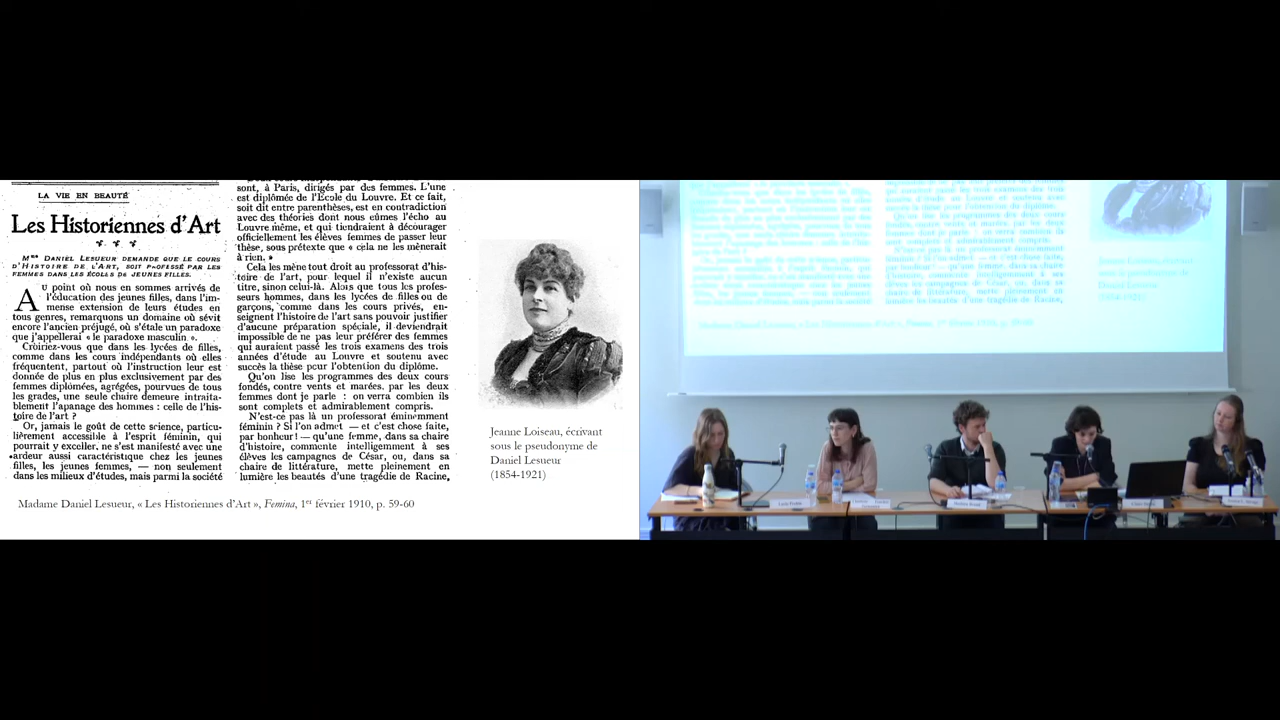 LA VIE EN BEAUTÉ
Les Historiennes d'Art
Mme DANIEL LESUEUR DEMANDE QUE LE COURS
D'HISTOIRE DE L'ART, SOIT PROFESSÉ PAR LES
FEMMES DANS LES ÉCOLES DE JEUNES FILLES.
Au point où nous en sommes arrivés de
l'éducation des jeunes filles, dans l'im-
mense extension de leurs études en
tous genres, remarquons un domaine où sévit
encore l'ancien préjugé, où s'étale un paradoxe
que j'appellerai « le paradoxe masculin ».
Croiriez-vous que dans les lycées de filles,
comme dans les cours indépendants où elles
fréquentent, partout où l'instruction leur est
donnée de plus en plus exclusivement par des
femmes diplômées, agrégées, pourvues de tous
les grades, une seule chaire demeure intraita-
blement l'apanage des hommes : celle de l'his-
toire de l'art ?
Or, jamais le goût de cette science, particu-
lièrement accessible à l'esprit féminin, qui
pourrait y exceller, ne s'est manifesté avec une
ardeur aussi caractéristique chez les jeunes
filles, les jeunes femmes, — non seulement
dans les milieux d'études, mais parmi la société
sont, à Paris, dirigés par des femmes. L'une
est diplômée de l'École du Louvre. Et ce fait,
soit dit entre parenthèses, est en contradiction
avec des théories dont nous eûmes l'écho au
Louvre même, et qui tiendraient à décourager
officiellement les élèves femmes de passer leur
thèse, sous prétexte que « cela ne les mènerait
à rien. »
Cela les mène tout droit au professorat d'his-
toire de l'art, pour lequel il n'existe aucun
titre, sinon celui-là. Alors que tous les profes-
seurs hommes, dans les lycées de filles ou de
garçons, comme dans les cours privés, en-
seignent l'histoire de l'art sans pouvoir justifier
d'aucune préparation spéciale, il deviendrait
impossible de ne pas leur préférer des femmes
qui auraient passé les trois examens des trois
années d'étude au Louvre et soutenu avec
succès la thèse pour l'obtention du diplôme.
Qu'on lise les programmes des deux cours
fondés, contre vents et marées, par les deux
femmes dont je parle : on verra combien ils
sont complets et admirablement compris.
N'est-ce pas là un professorat éminemment
féminin ? Si l'on admet — et c'est chose faite,
par bonheur ! — qu'une femme, dans sa chaire
d'histoire, commente intelligemment à ses
élèves les campagnes de César, ou, dans sa
chaire de littérature, mette pleinement en
lumière les beautés d'une tragédie de Racine,
Jeanne Loiseau, écrivant
sous le pseudonyme de
Daniel Lesueur
(1854-1921)
Madame Daniel Lesueur, « Les Historiennes d'Art », Femina, 1er février 1910, p. 59-60